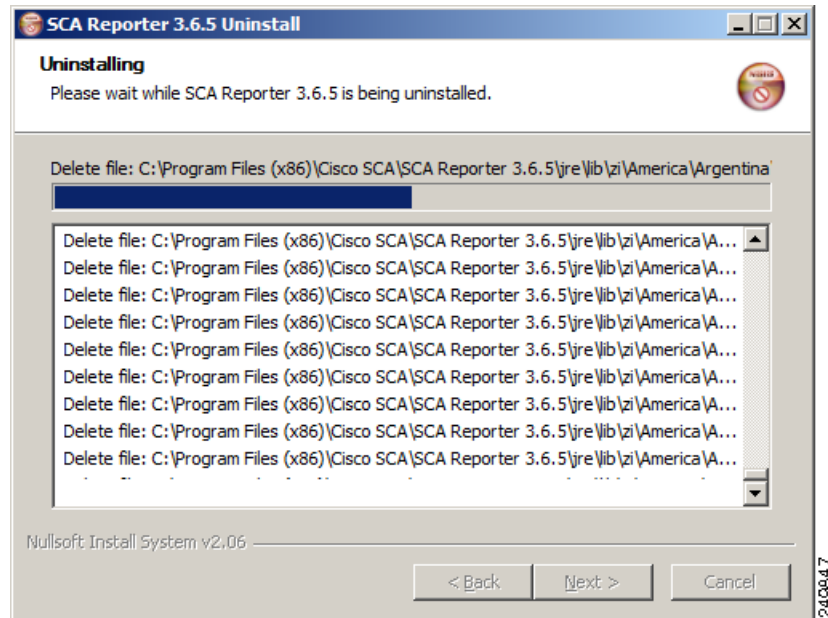 SCA Reporter 3.6.5 Uninstall
Uninstalling
Please wait while SCA Reporter 3.6.5 is being uninstalled.
Delete file: C:\Program Files (x86)\Cisco SCA\SCA Reporter 3.6.5\jre\lib\zi\America\Argentina
Delete file: C:\Program Files (x86)\Cisco SCA\SCA Reporter 3.6.5\jre\lib\zi\America\A...
Delete file: C:\Program Files (x86)\Cisco SCA\SCA Reporter 3.6.5\jre\lib\zi\America\A...
Delete file: C:\Program Files (x86)\Cisco SCA\SCA Reporter 3.6.5\jre\lib\zi\America\A...
Delete file: C:\Program Files (x86)\Cisco SCA\SCA Reporter 3.6.5\jre\lib\zi\America\A...
Delete file: C:\Program Files (x86)\Cisco SCA\SCA Reporter 3.6.5\jre\lib\zi\America\A...
Delete file: C:\Program Files (x86)\Cisco SCA\SCA Reporter 3.6.5\jre\lib\zi\America\A...
Delete file: C:\Program Files (x86)\Cisco SCA\SCA Reporter 3.6.5\jre\lib\zi\America\A...
Delete file: C:\Program Files (x86)\Cisco SCA\SCA Reporter 3.6.5\jre\lib\zi\America\A...
Delete file: C:\Program Files (x86)\Cisco SCA\SCA Reporter 3.6.5\jre\lib\zi\America\A...
Nullsoft Install System v2.06
< Back
Next >
Cancel
249847